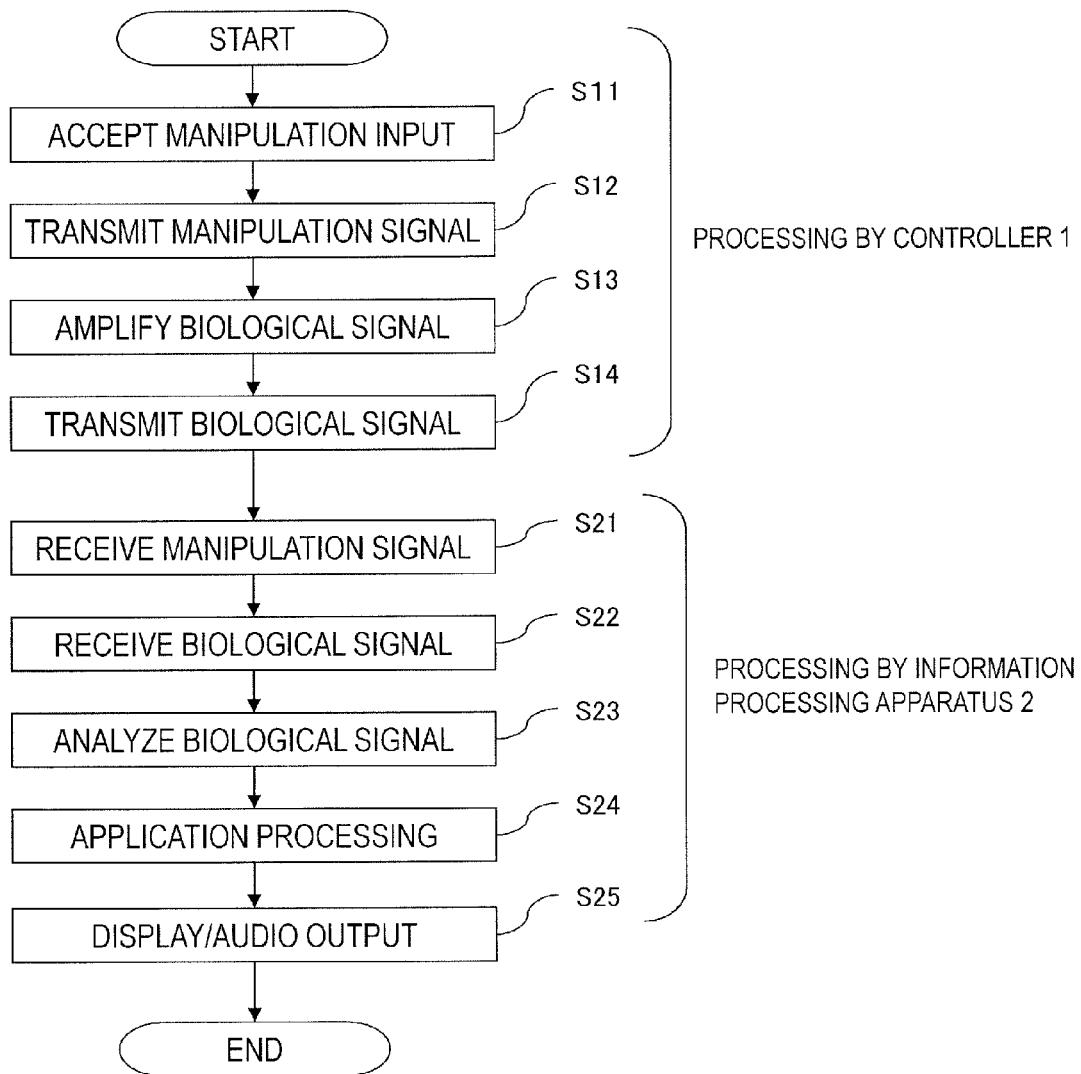 START
S11
ACCEPT MANIPULATION INPUT
S12
TRANSMIT MANIPULATION SIGNAL
PROCESSING BY CONTROLLER 1
S13
AMPLIFY BIOLOGICAL SIGNAL
S14
TRANSMIT BIOLOGICAL SIGNAL
S21
RECEIVE MANIPULATION SIGNAL
S22
RECEIVE BIOLOGICAL SIGNAL
PROCESSING BY INFORMATION
PROCESSING APPARATUS 2
S23
ANALYZE BIOLOGICAL SIGNAL
S24
APPLICATION PROCESSING
S25
DISPLAY/AUDIO OUTPUT
END